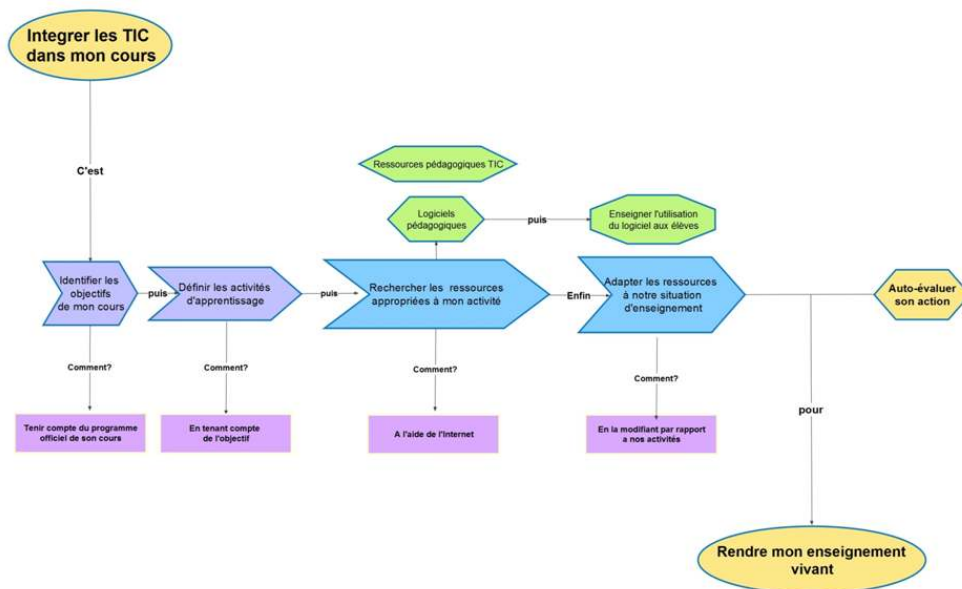 Integrer les TIC
dans mon cours
C'est
Ressources pédagogiques TIC
Logiciels
pédagogiques
puis
Enseigner l'utilisation
du logiciel aux élèves
Identifier les
objectifs
de mon cours
puis
Définir les activités
d'apprentissage
puis
Rechercher les ressources
appropriées à mon activité
Enfin
Adapter les ressources
à notre situation
d'enseignement
Auto-évaluer
son action
Comment?
Comment?
Comment?
Comment?
Tenir compte du programme
officiel de son cours
En tenant compte
de l'objectif
A l'aide de l'Internet
En la modifiant par rapport
a nos activités
pour
Rendre mon enseignement
vivant